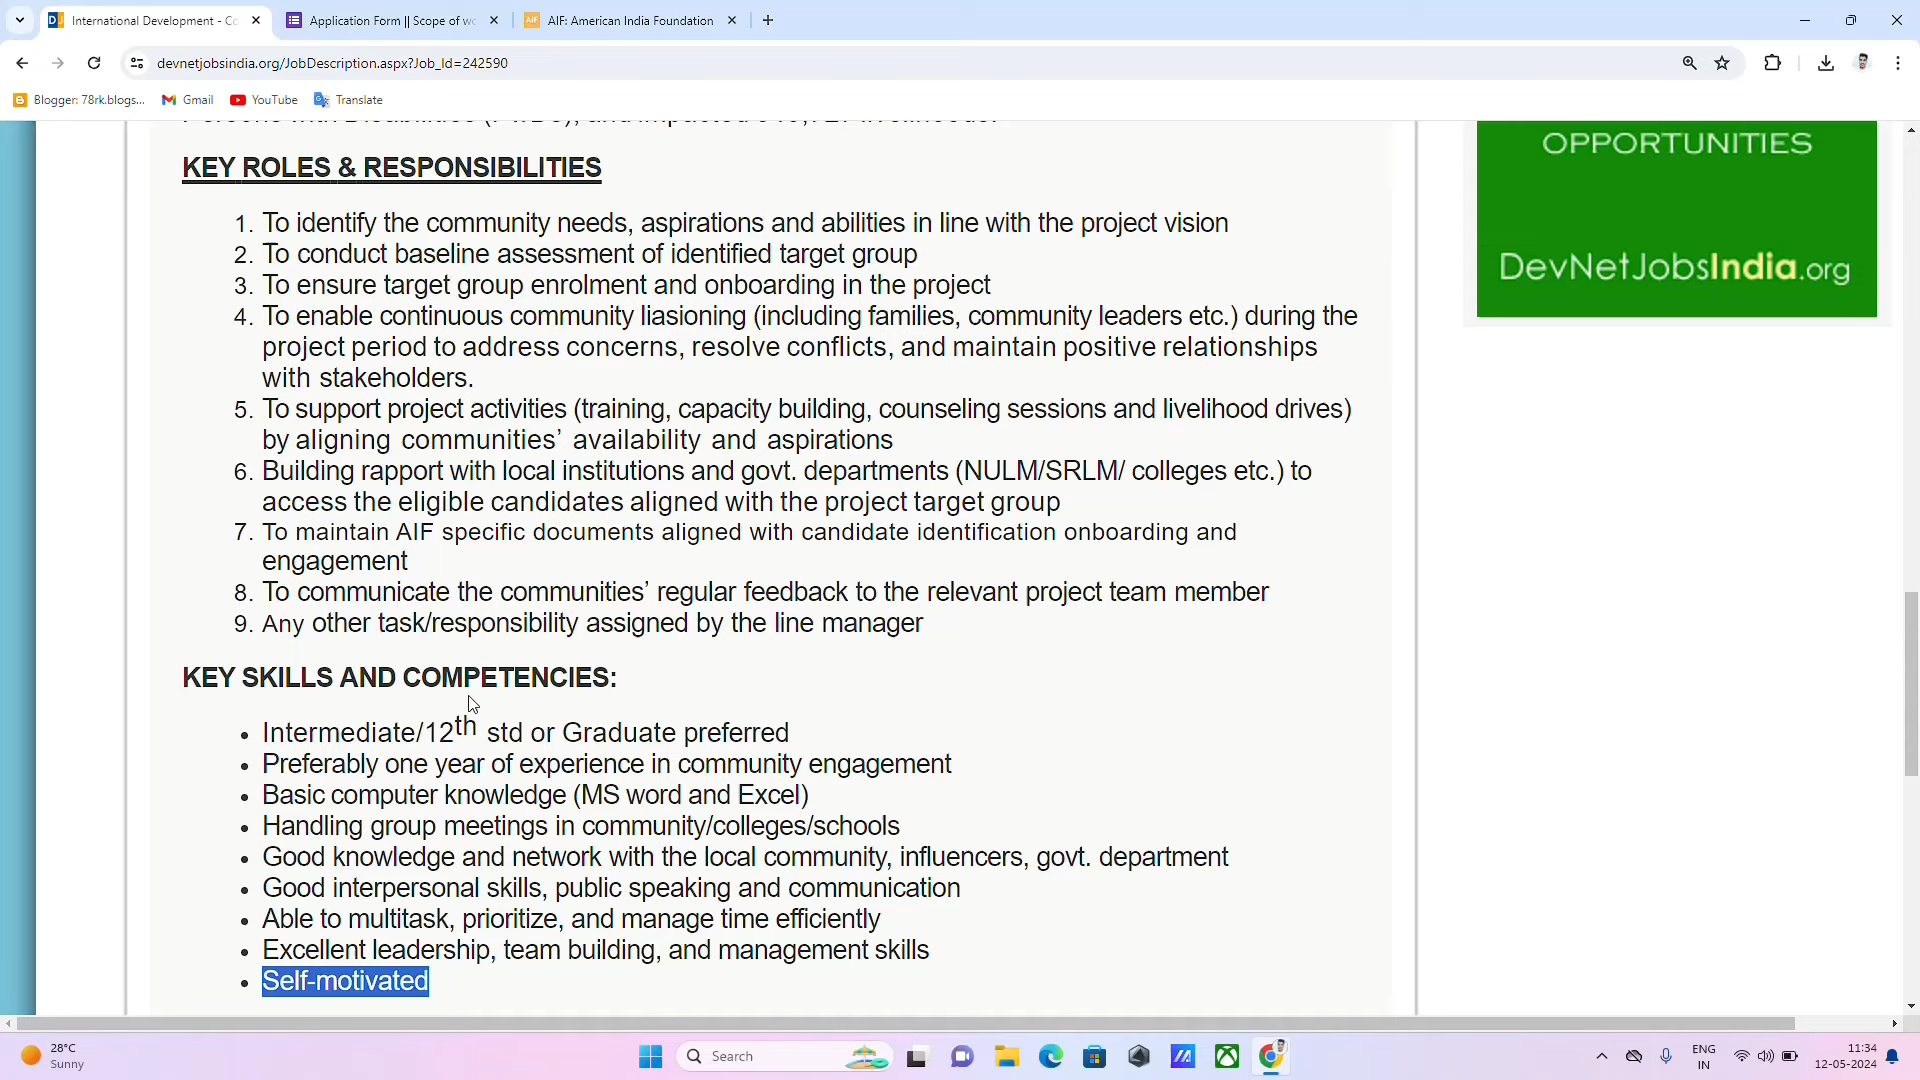 International Development - Co
Application Form || Scope of wo
AIF: American India Foundation
devnetjobsindia.org/JobDescription.aspx?Job_Id=242590
Blogger: 78rk.blogs...
Gmail
YouTube
Translate
KEY ROLES & RESPONSIBILITIES
1. To identify the community needs, aspirations and abilities in line with the project vision
2. To conduct baseline assessment of identified target group
3. To ensure target group enrolment and onboarding in the project
4. To enable continuous community liasioning (including families, community leaders etc.) during the
project period to address concerns, resolve conflicts, and maintain positive relationships
with stakeholders.
5. To support project activities (training, capacity building, counseling sessions and livelihood drives)
by aligning communities’ availability and aspirations
6. Building rapport with local institutions and govt. departments (NULM/SRLM/ colleges etc.) to
access the eligible candidates aligned with the project target group
7. To maintain AIF specific documents aligned with candidate identification onboarding and
engagement
8. To communicate the communities’ regular feedback to the relevant project team member
9. Any other task/responsibility assigned by the line manager
KEY SKILLS AND COMPETENCIES:
• Intermediate/12th std or Graduate preferred
• Preferably one year of experience in community engagement
• Basic computer knowledge (MS word and Excel)
• Handling group meetings in community/colleges/schools
• Good knowledge and network with the local community, influencers, govt. department
• Good interpersonal skills, public speaking and communication
• Able to multitask, prioritize, and manage time efficiently
• Excellent leadership, team building, and management skills
• Self-motivated
OPPORTUNITIES
DevNetJobsIndia.org
28°C
Sunny
Search
ENG
IN
11:34
12-05-2024